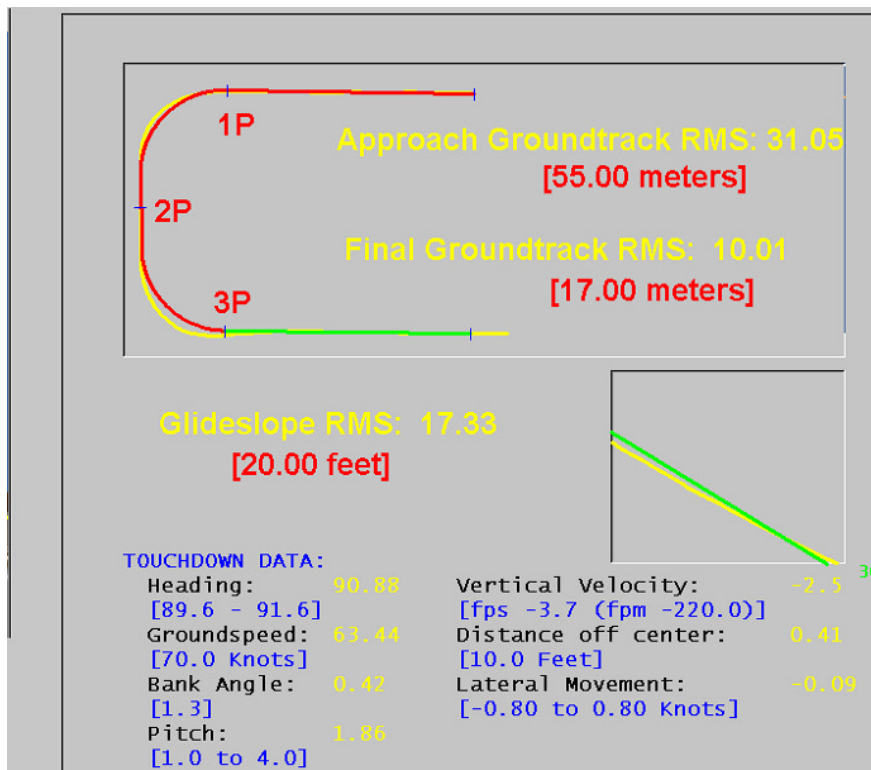 1P
Approach Groundtrack RMS: 31.05
[55.00 meters]
2P
Final Groundtrack RMS: 10.01
[17.00 meters]
3P
Glideslope RMS: 17.33
[20.00 feet]
TOUCHDOWN DATA:
Heading: 90.88 Vertical Velocity: -2.5
[89.6 - 91.6] [fps -3.7 (fpm -220.0)]
Groundspeed: 63.44 Distance off center: 0.41
[70.0 Knots] [10.0 Feet]
Bank Angle: 0.42 Lateral Movement: -0.09
[1.3] [-0.80 to 0.80 Knots]
Pitch: 1.86
[1.0 to 4.0]